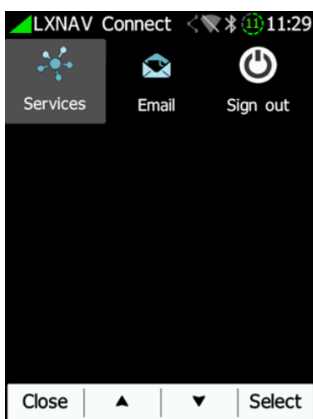 LXNAV Connect 11 11:29
Services Email Sign out
Close ▲ ▼ Select